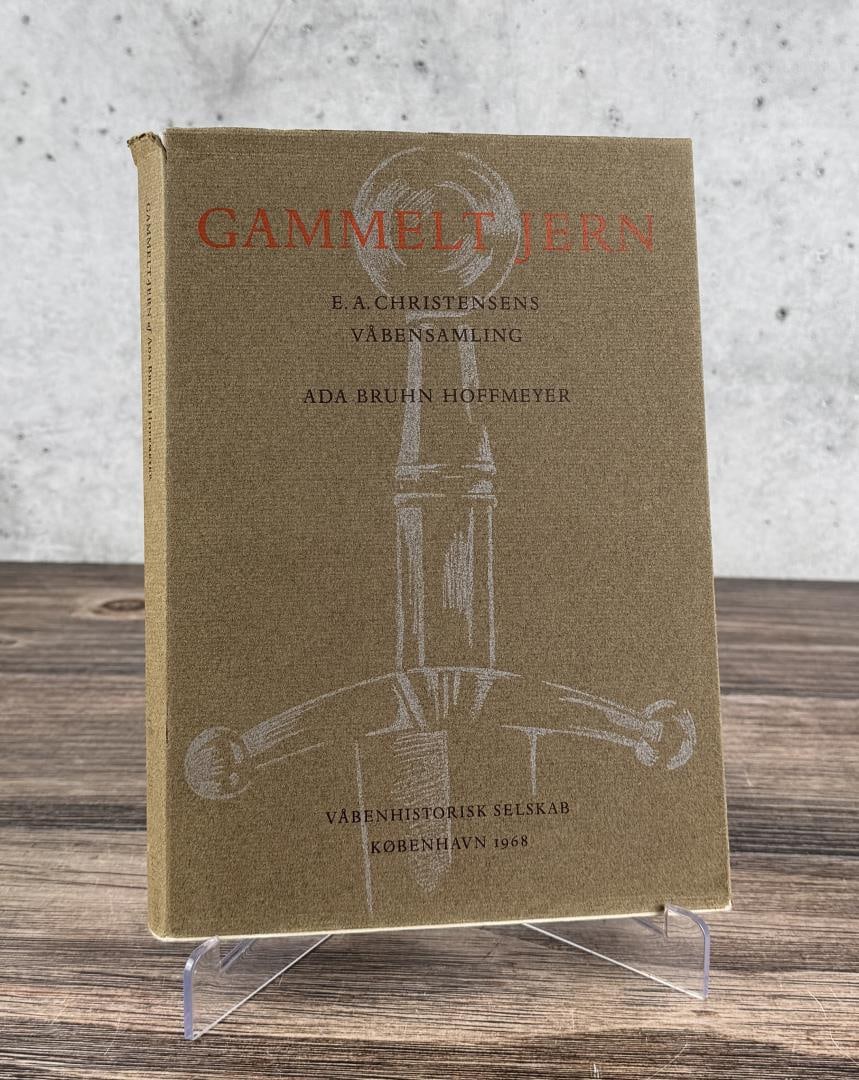 GAMMELT JERN
E. A. CHRISTENSENS
VÅBENSAMLING
ADA BRUHN HOFFMEYER
VÅBENHISTORISK SELSKAB
KØBENHAVN 1968
GAMMELT JERN af ADA BRUHN HOFFMEYER